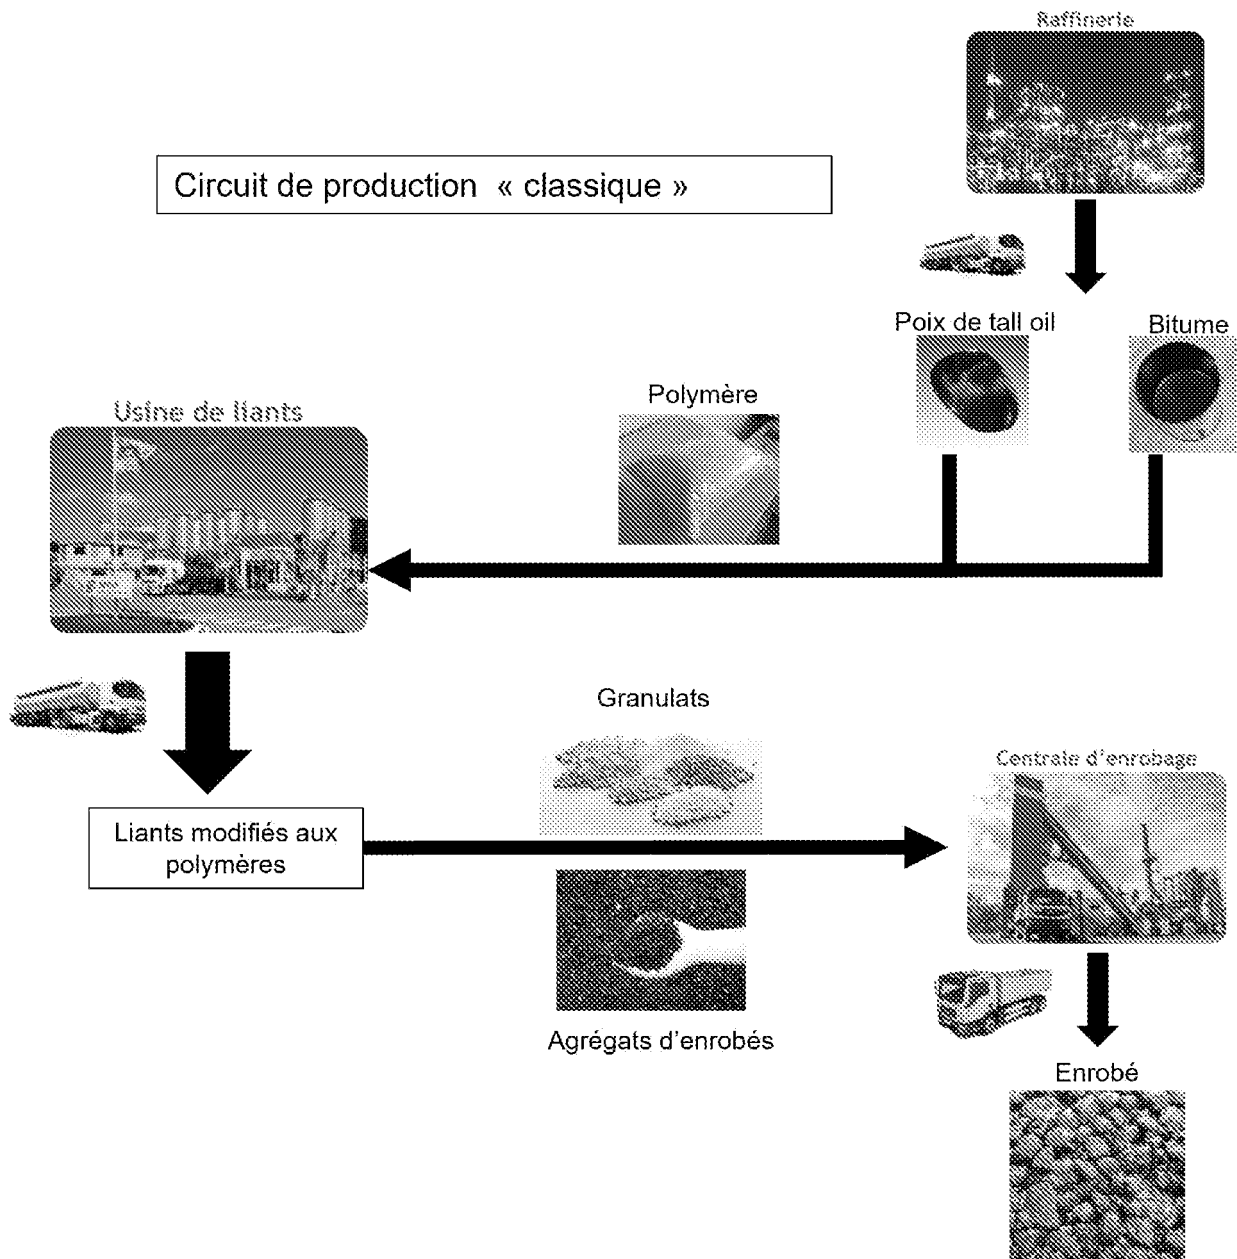 Raffinerie
Circuit de production « classique »
Poix de tall oil
Bitume
Polymère
Usine de liants
Granulats
Centrale d'enrobage
Liants modifiés aux
polymères
Agrégats d'enrobés
Enrobé